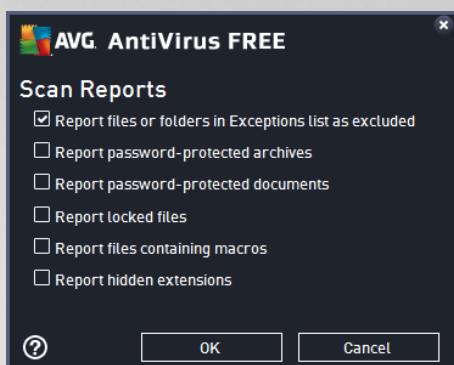 AVG. AntiVirus FREE
Scan Reports
Report files or folders in Exceptions list as excluded
Report password-protected archives
Report password-protected documents
Report locked files
Report files containing macros
Report hidden extensions
? OK Cancel